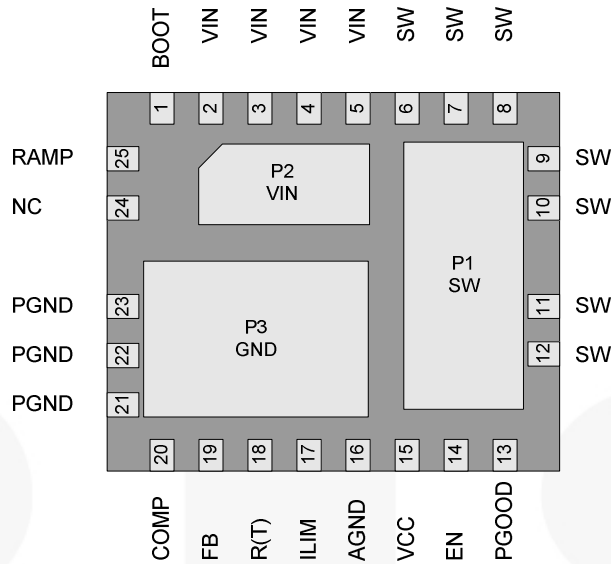 BOOT
VIN
VIN
VIN
VIN
SW
SW
SW
1
2
3
4
5
6
7
8
RAMP
25
P2
VIN
9
SW
NC
24
10
SW
P1
SW
PGND
23
P3
GND
11
SW
PGND
22
12
SW
PGND
21
20
19
18
17
16
15
14
13
COMP
FB
R(T)
ILIM
AGND
VCC
EN
PGOOD